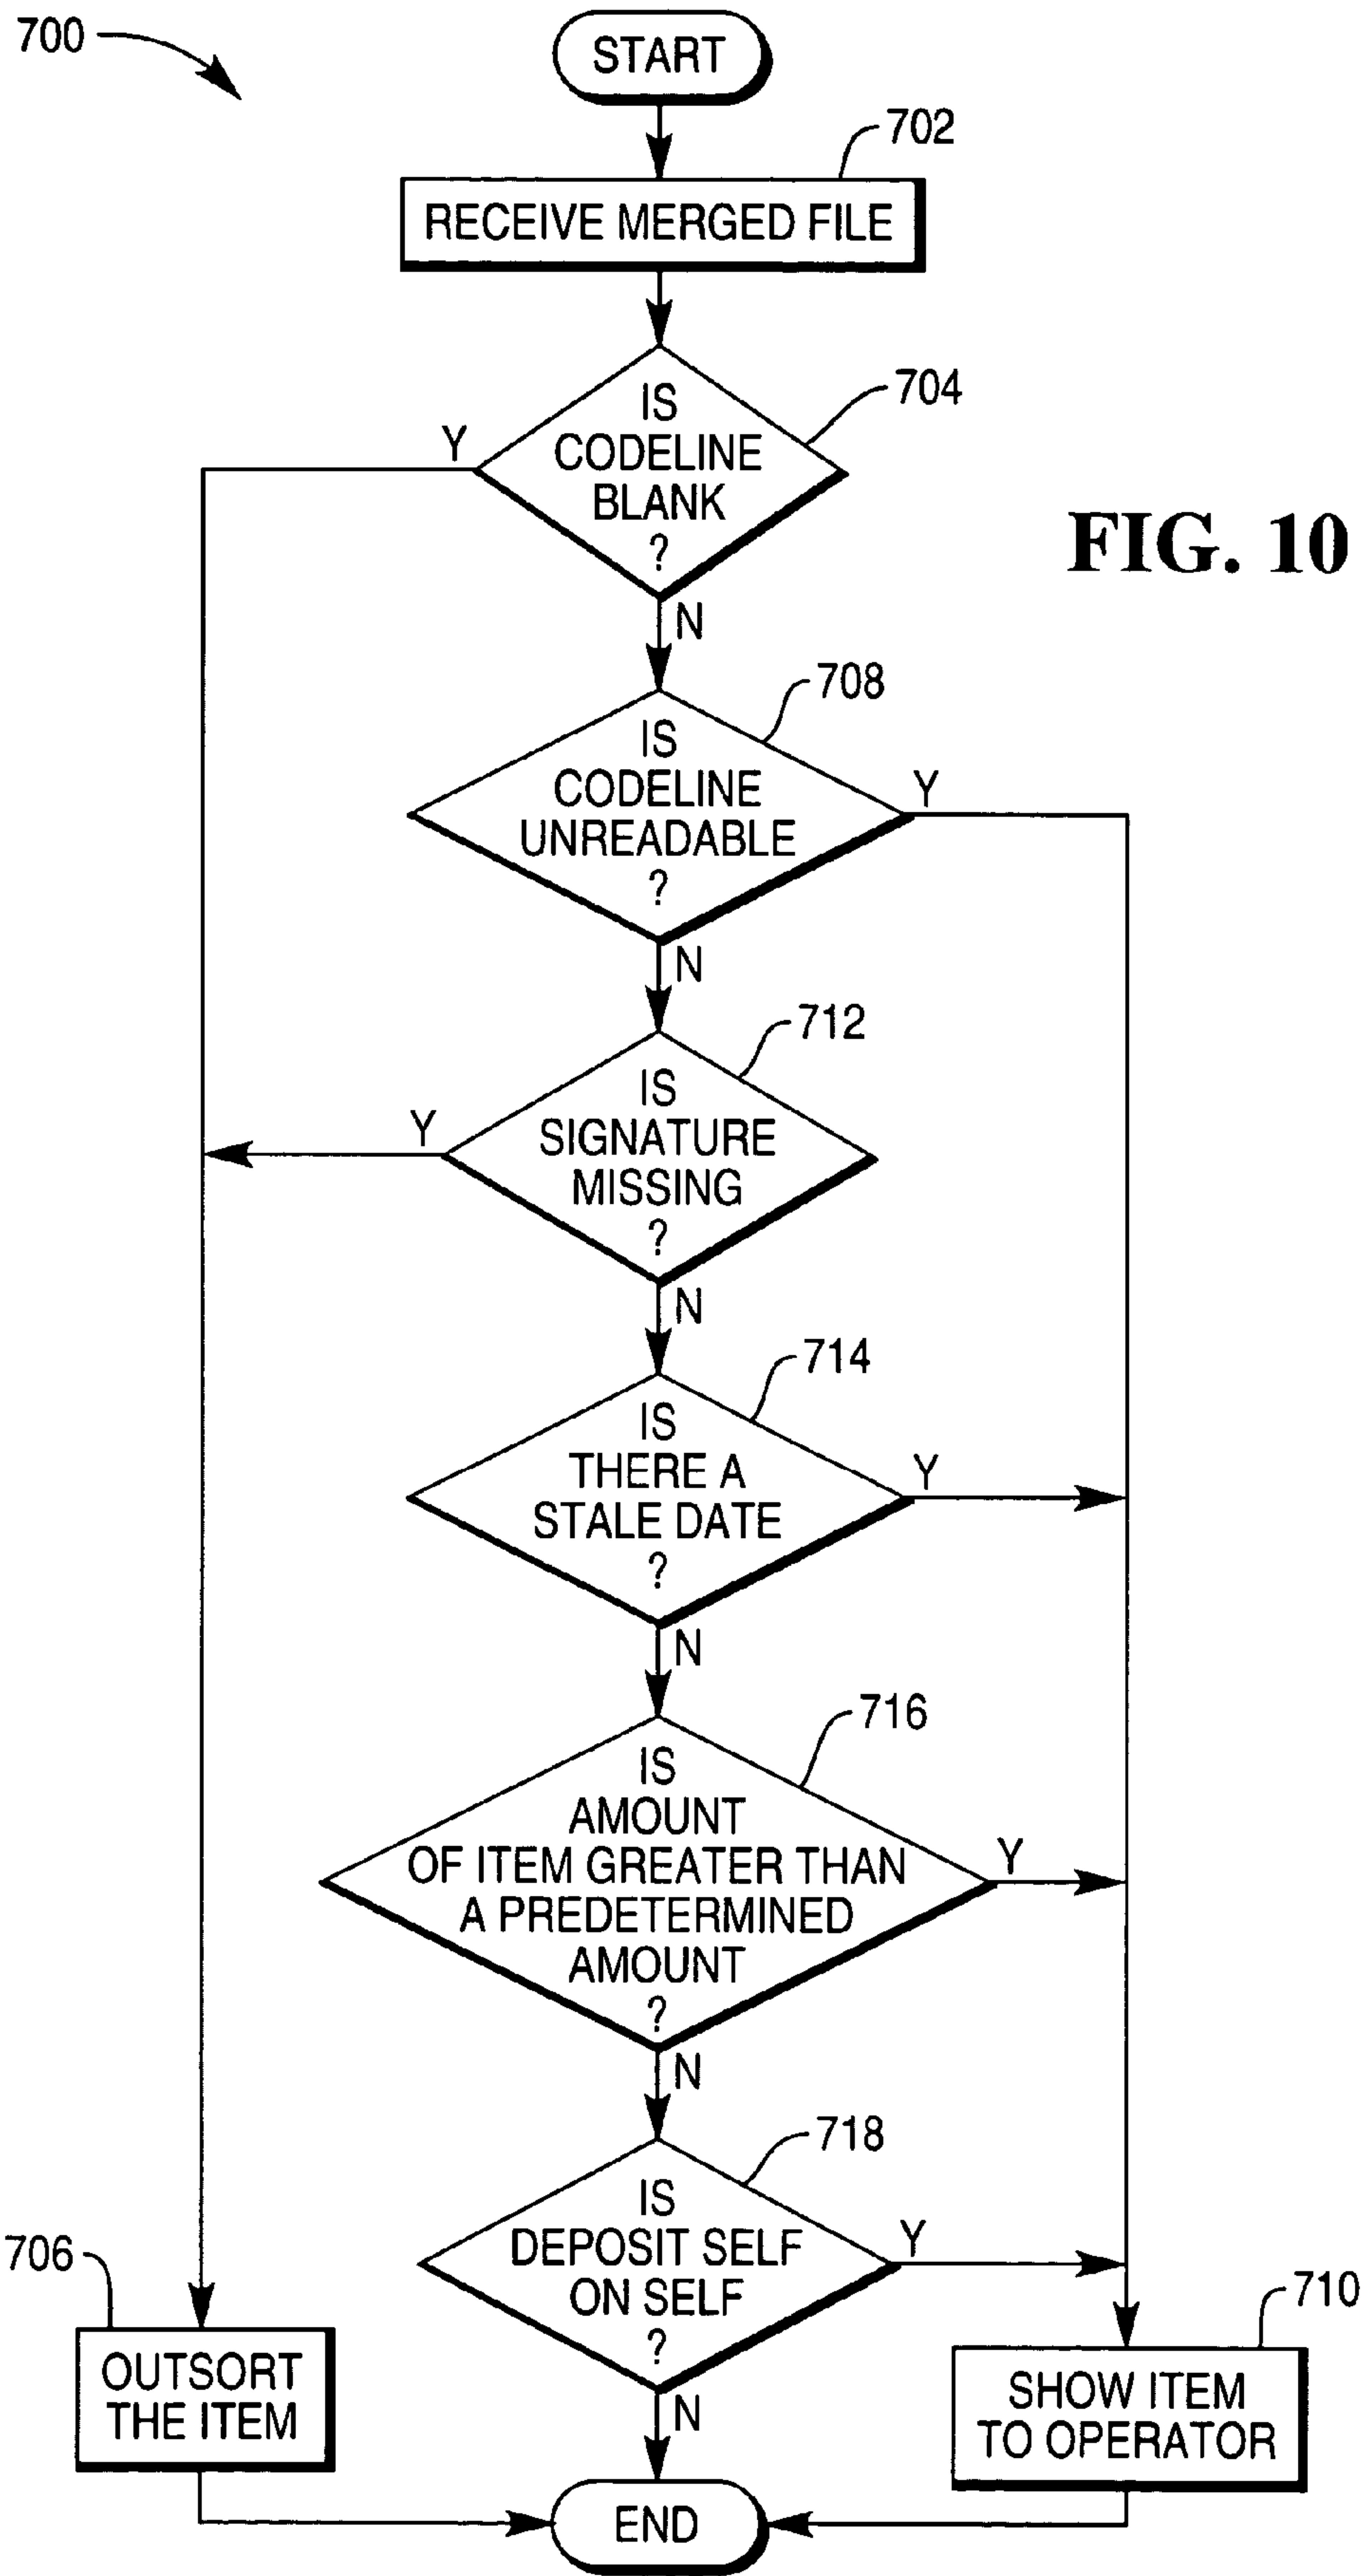 700
START
702
RECEIVE MERGED FILE
704
IS
CODELINE
BLANK
?
Y
N
FIG. 10
708
IS
CODELINE
UNREADABLE
?
Y
N
712
IS
SIGNATURE
MISSING
?
Y
N
714
IS
THERE A
STALE DATE
?
Y
N
716
IS
AMOUNT
OF ITEM GREATER THAN
A PREDETERMINED
AMOUNT
?
Y
N
718
IS
DEPOSIT SELF
ON SELF
?
Y
N
706
OUTSORT
THE ITEM
710
SHOW ITEM
TO OPERATOR
END